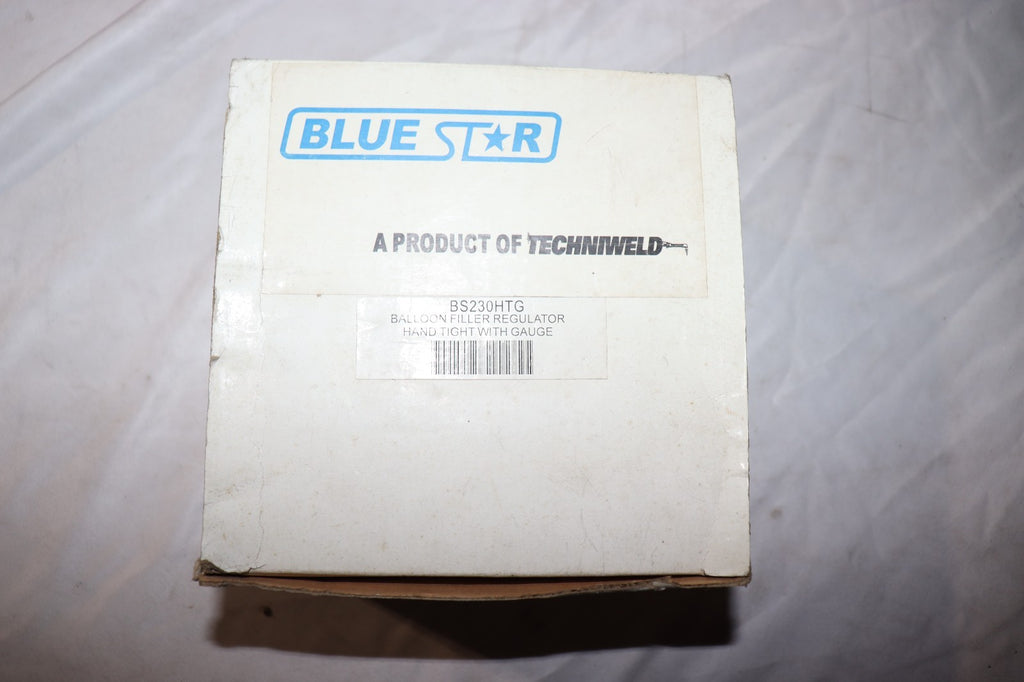 BLUE STAR
A PRODUCT OF TECHNIWELD
BS230HTG
BALLOON FILLER REGULATOR
HAND TIGHT WITH GAUGE